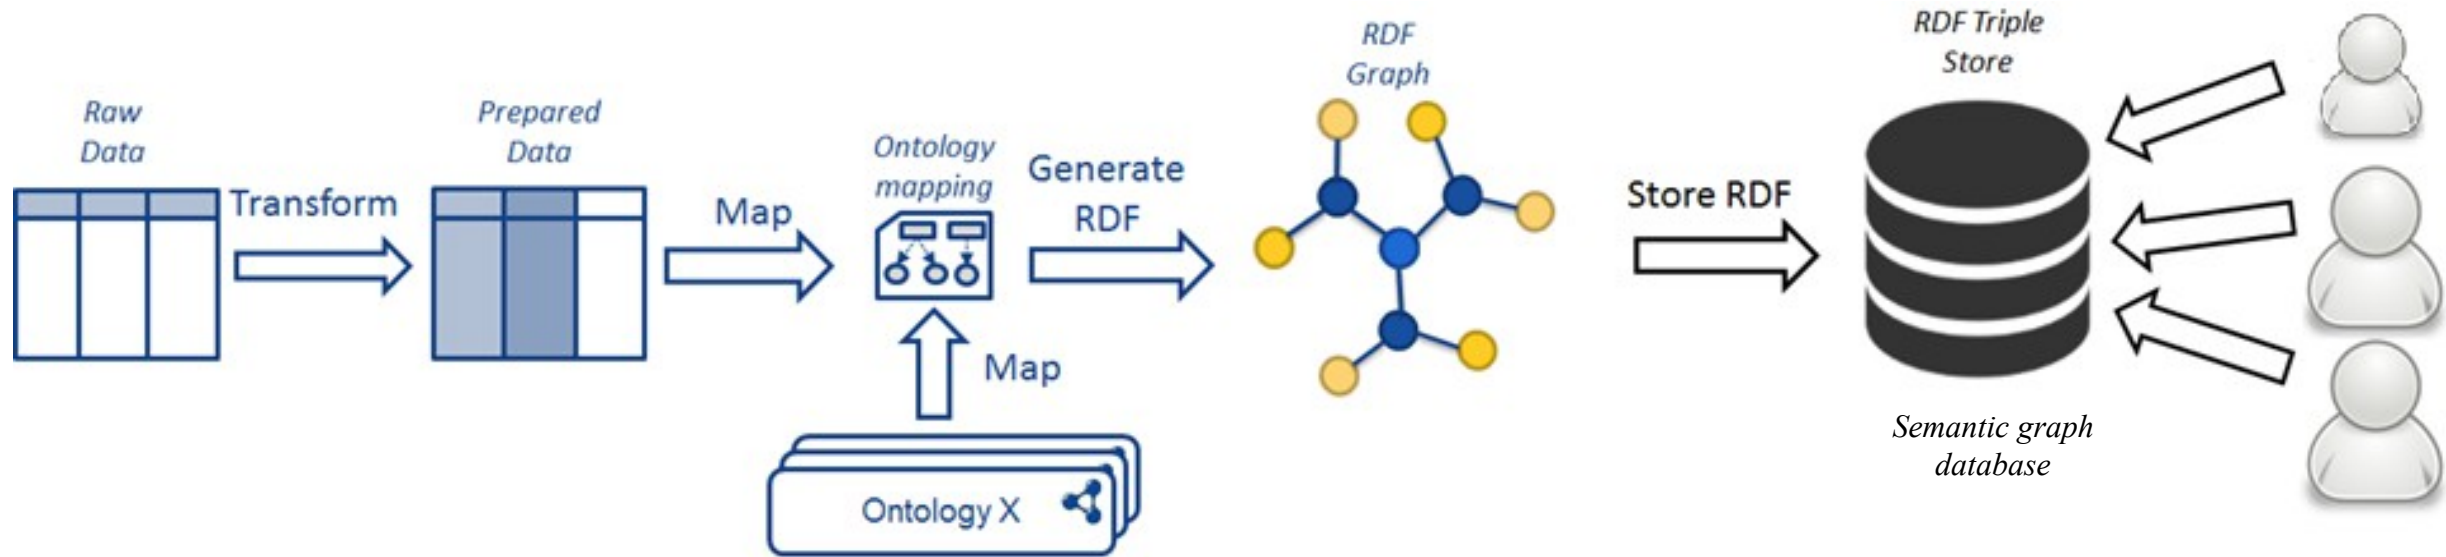 Raw
Data
Transform
Prepared
Data
Map
Ontology
mapping
Map
Ontology X
Generate
RDF
RDF
Graph
Store RDF
RDF Triple
Store
Semantic graph
database